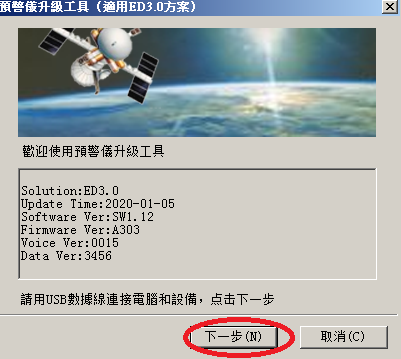 預警儀升級工具（適用ED3.0方案）
歡迎使用預警儀升級工具
Solution:ED3.0
Update Time:2020-01-05
Software Ver:SW1.12
Firmware Ver:A303
Voice Ver:0015
Data Ver:3456
請用USB數據線連接電腦和設備，点击下一步
下一步(N) 取消(C)